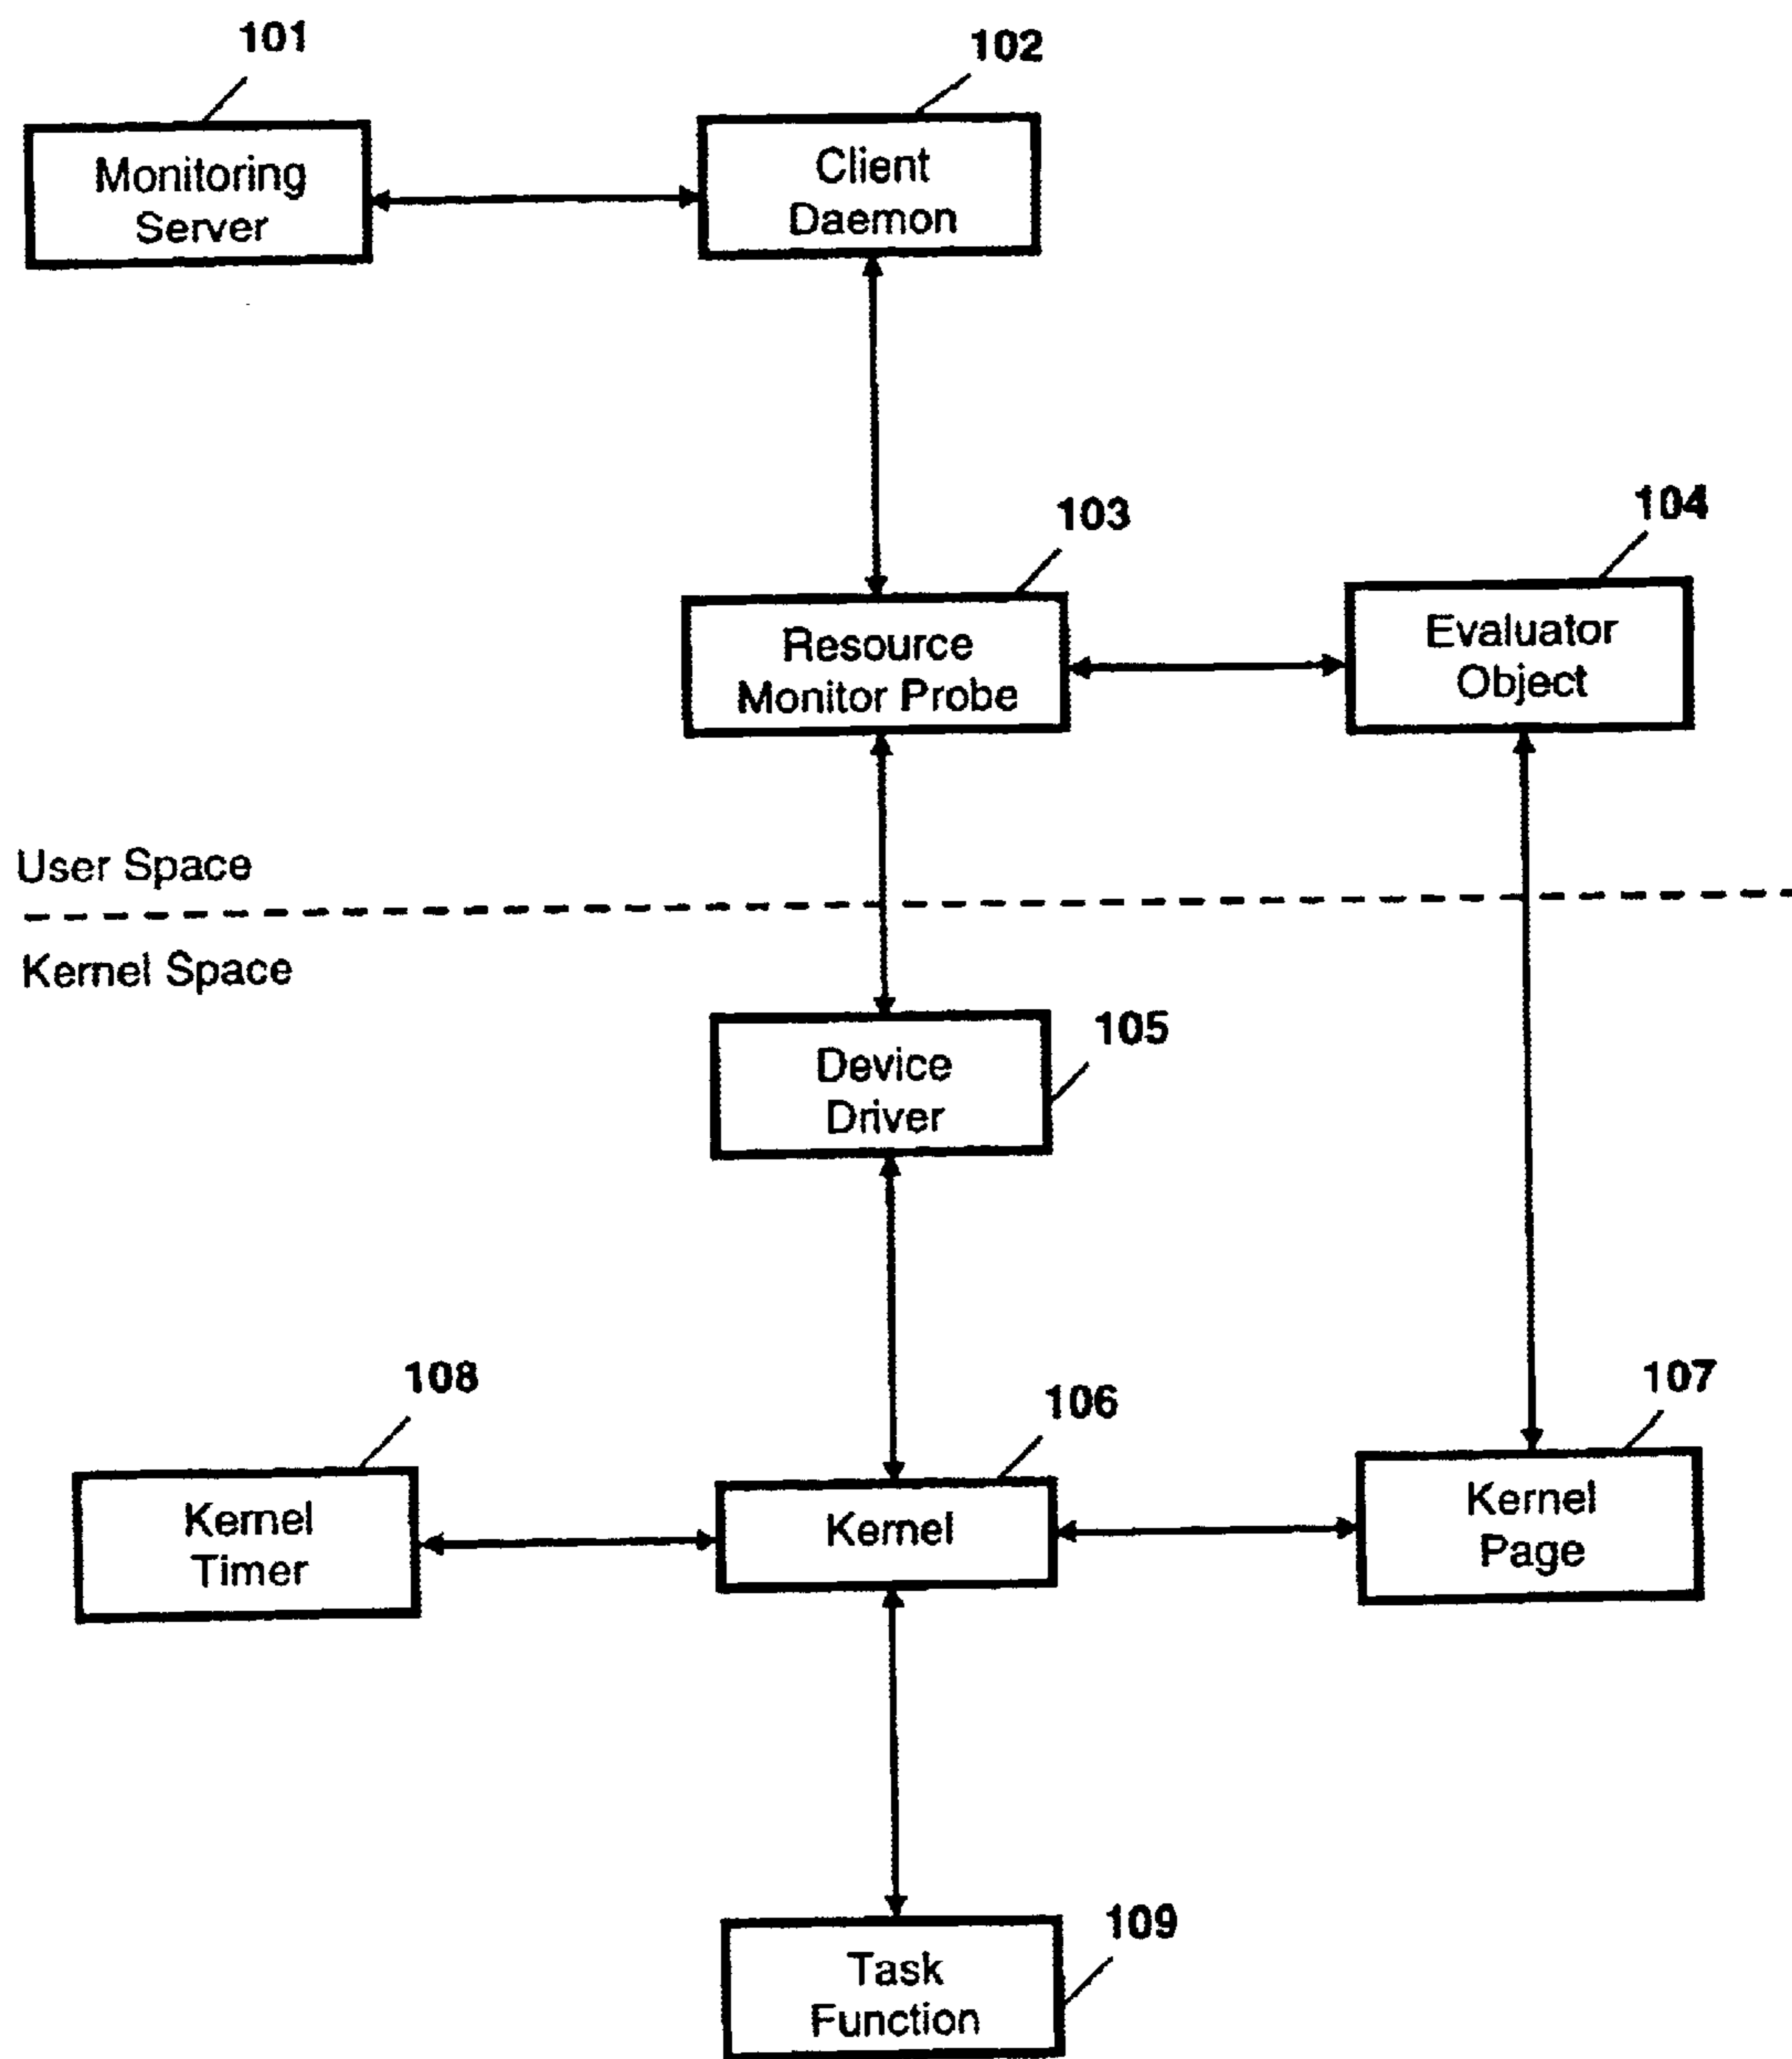 101
102
Monitoring
Server
Client
Daemon
103
104
Resource
Monitor Probe
Evaluator
Object
User Space
Kernel Space
105
Device
Driver
108
106
107
Kernel
Timer
Kernel
Kernel
Page
109
Task
Function